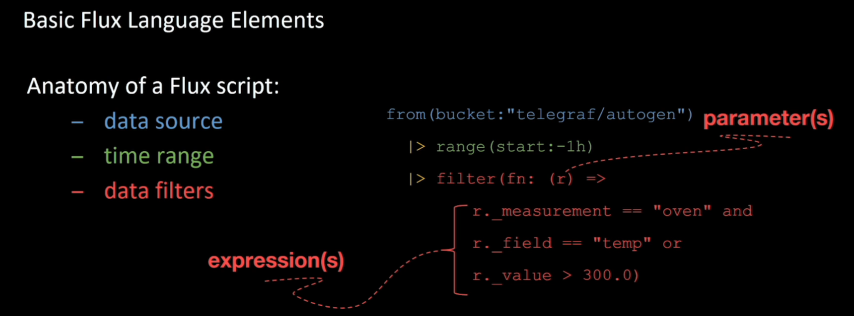 Basic Flux Language Elements
Anatomy of a Flux script:
– data source
– time range
– data filters
from(bucket:"telegraf/autogen")
|> range(start:-1h)
|> filter(fn: (r) =>
r._measurement == "oven" and
r._field == "temp" or
r._value > 300.0)
parameter(s)
expression(s)